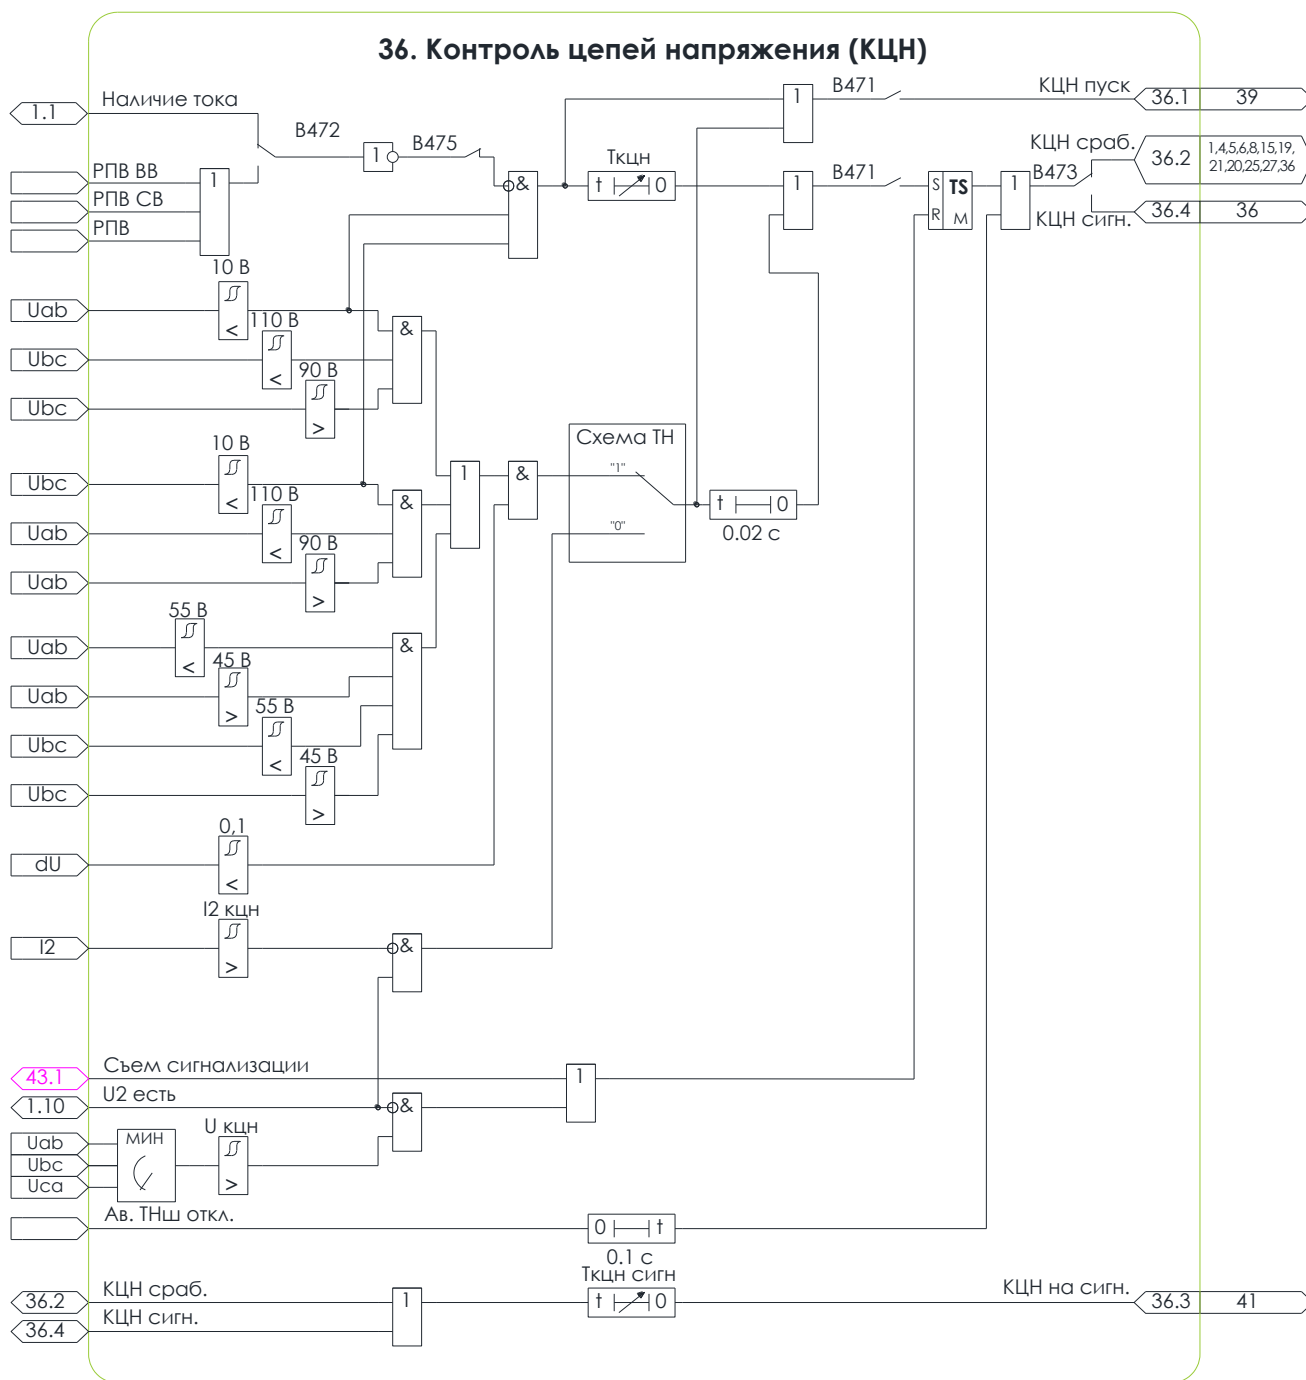 36. Контроль цепей напряжения (КЦН)
1.1 Наличие тока
B472
1
B475
&
РПВ ВВ
РПВ СВ
РПВ
1
Ткцн
t 0
1
B471
КЦН пуск
36.1 39
1
B471
S TS
R M
1
B473
КЦН сраб.
36.2
1,4,5,6,8,15,19,
21,20,25,27,36
КЦН сигн.
36.4 36
10 В
Uab
<
110 В
Ubc
<
90 В
Ubc
>
&
10 В
Ubc
<
110 В
Uab
<
90 В
Uab
>
&
1
&
Схема ТН
"1"
"0"
t 0
0.02 с
55 В
Uab
<
45 В
Uab
>
55 В
Ubc
<
45 В
Ubc
>
&
0,1
dU
<
I2 кцн
I2
>
&
43.1 Съем сигнализации
1
1.10 U2 есть
&
Uab
Ubc
Uca
МИН
U кцн
>
Ав. ТНш откл.
0 t
0.1 с
Ткцн сигн
36.2 КЦН сраб.
36.4 КЦН сигн.
1
t 0
КЦН на сигн.
36.3 41